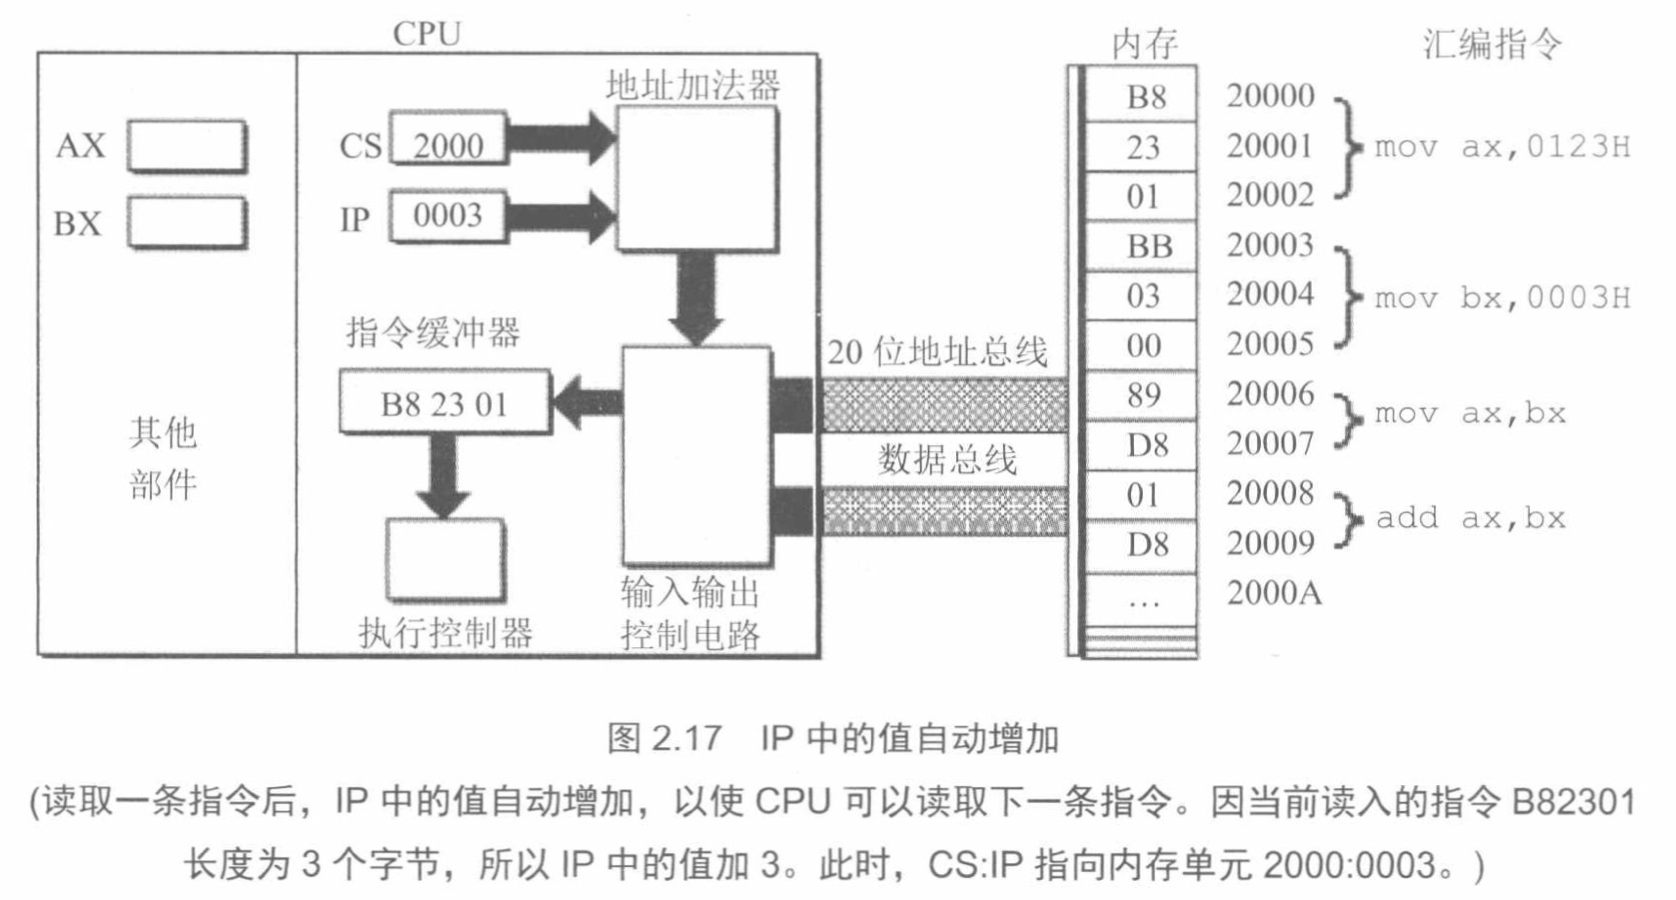 CPU
内存
汇编指令
地址加法器
AX
BX
CS
2000
IP
0003
指令缓冲器
B8 23 01
其他
部件
执行控制器
输入输出
控制电路
20 位地址总线
数据总线
B8 20000
23 20001 mov ax,0123H
01 20002
BB 20003
03 20004 mov bx,0003H
00 20005
89 20006 mov ax,bx
D8 20007
01 20008 add ax,bx
D8 20009
… 2000A
图 2.17 IP 中的值自动增加
(读取一条指令后，IP 中的值自动增加，以使 CPU 可以读取下一条指令。因当前读入的指令 B82301
长度为 3 个字节，所以 IP 中的值加 3。此时，CS:IP 指向内存单元 2000:0003。)